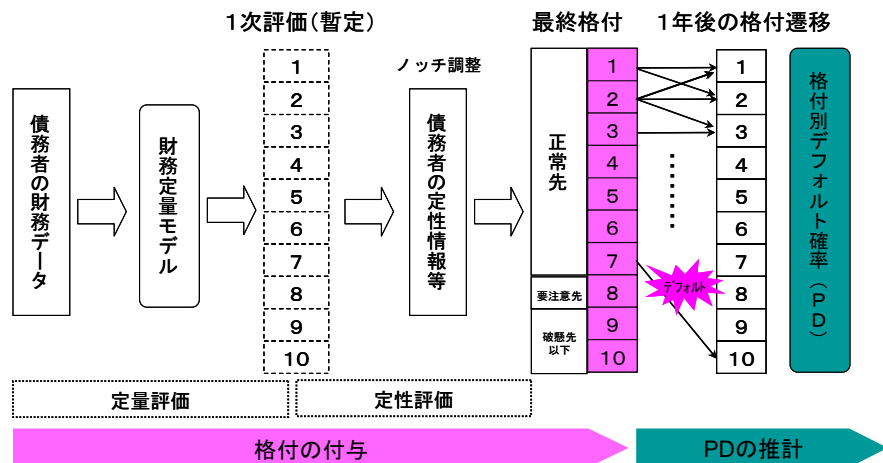 1次評価(暫定)
最終格付
1年後の格付遷移
ノッチ調整
債務者の財務データ
財務定量モデル
1
2
3
4
5
6
7
8
9
10
債務者の定性情報等
正常先
要注意先
破懸先
以下
1
2
3
4
5
6
7
8
9
10
デフォルト
1
2
3
4
5
6
7
8
9
10
格付別デフォルト確率(PD)
定量評価
定性評価
格付の付与
PDの推計